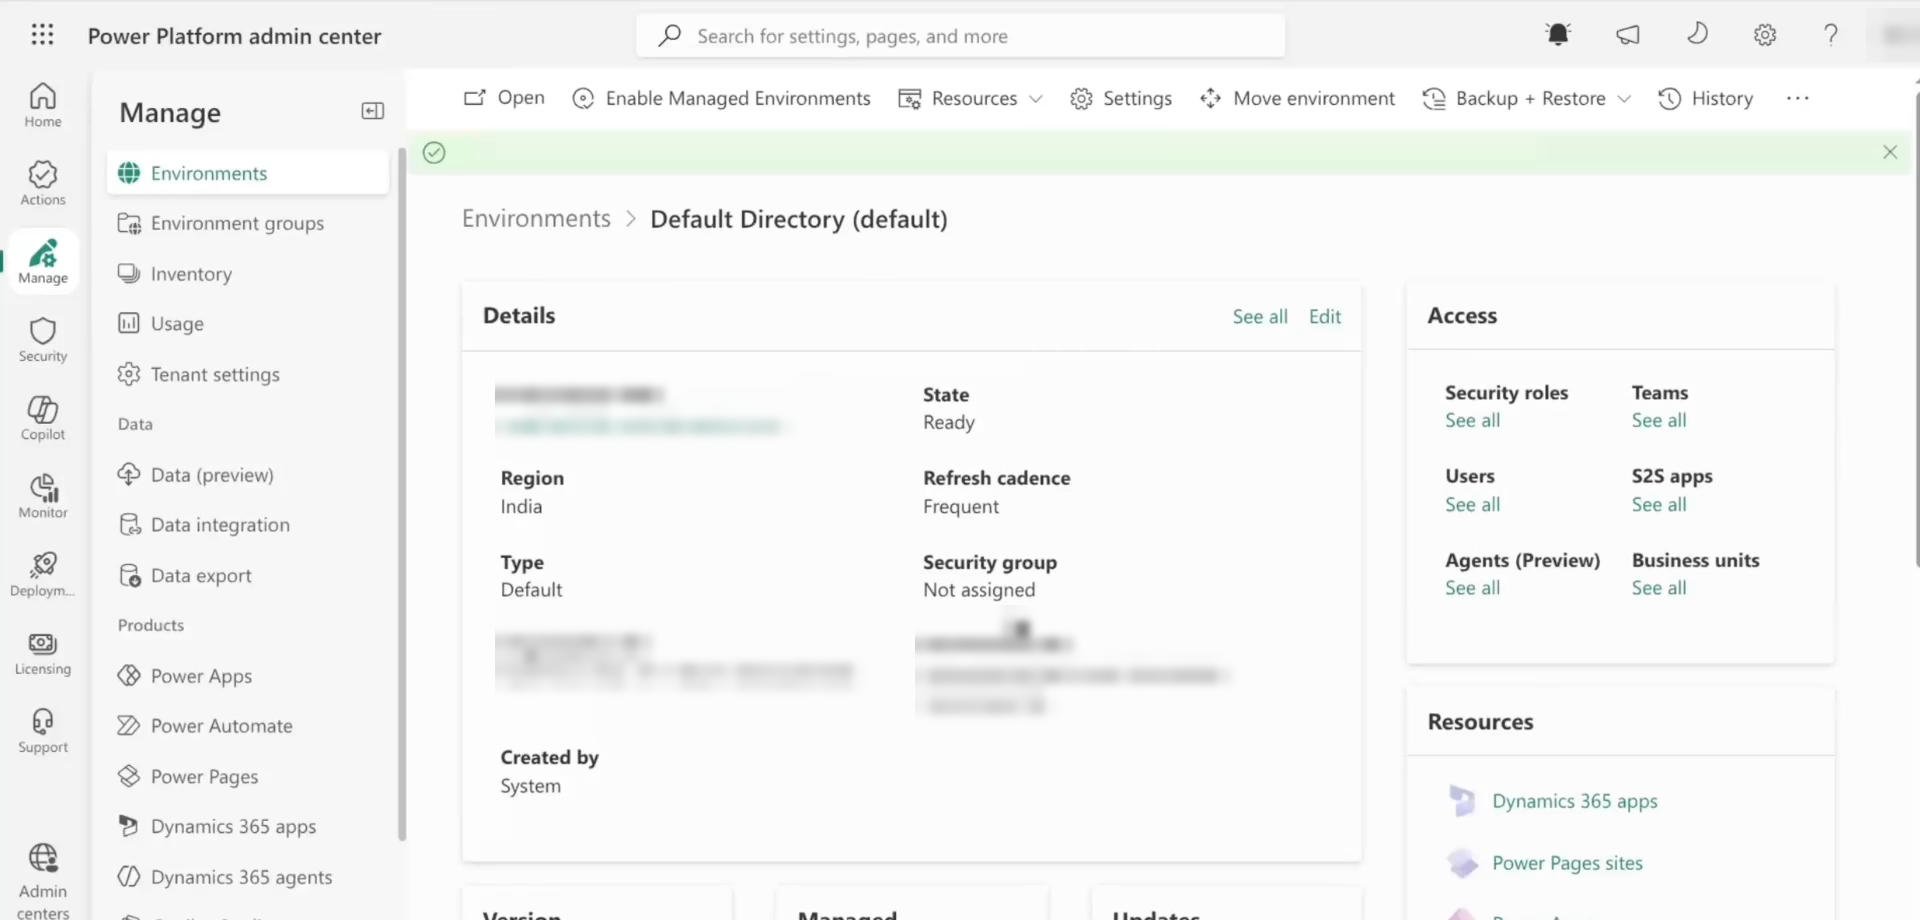 Power Platform admin center
Search for settings, pages, and more
Home
Actions
Manage
Security
Copilot
Monitor
Deploym...
Licensing
Support
Admin
centers
Manage
Environments
Environment groups
Inventory
Usage
Tenant settings
Data
Data (preview)
Data integration
Data export
Products
Power Apps
Power Automate
Power Pages
Dynamics 365 apps
Dynamics 365 agents
Open
Enable Managed Environments
Resources
Settings
Move environment
Backup + Restore
History
Environments > Default Directory (default)
Details
See all
Edit
State
Ready
Region
India
Refresh cadence
Frequent
Type
Default
Security group
Not assigned
Created by
System
Access
Security roles
See all
Teams
See all
Users
See all
S2S apps
See all
Agents (Preview)
See all
Business units
See all
Resources
Dynamics 365 apps
Power Pages sites
Version
Managed
Updates